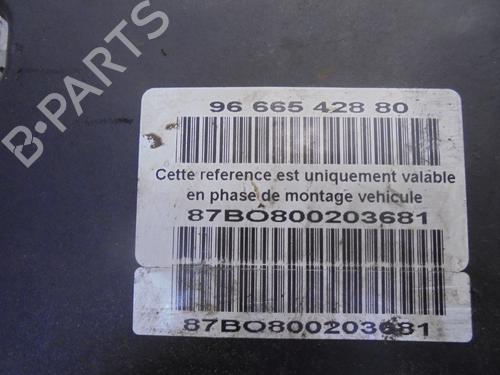 B-PARTS
96 665 428 80
Cette reference est uniquement valable
en phase de montage vehicule
87BO800203681
87BO800203681